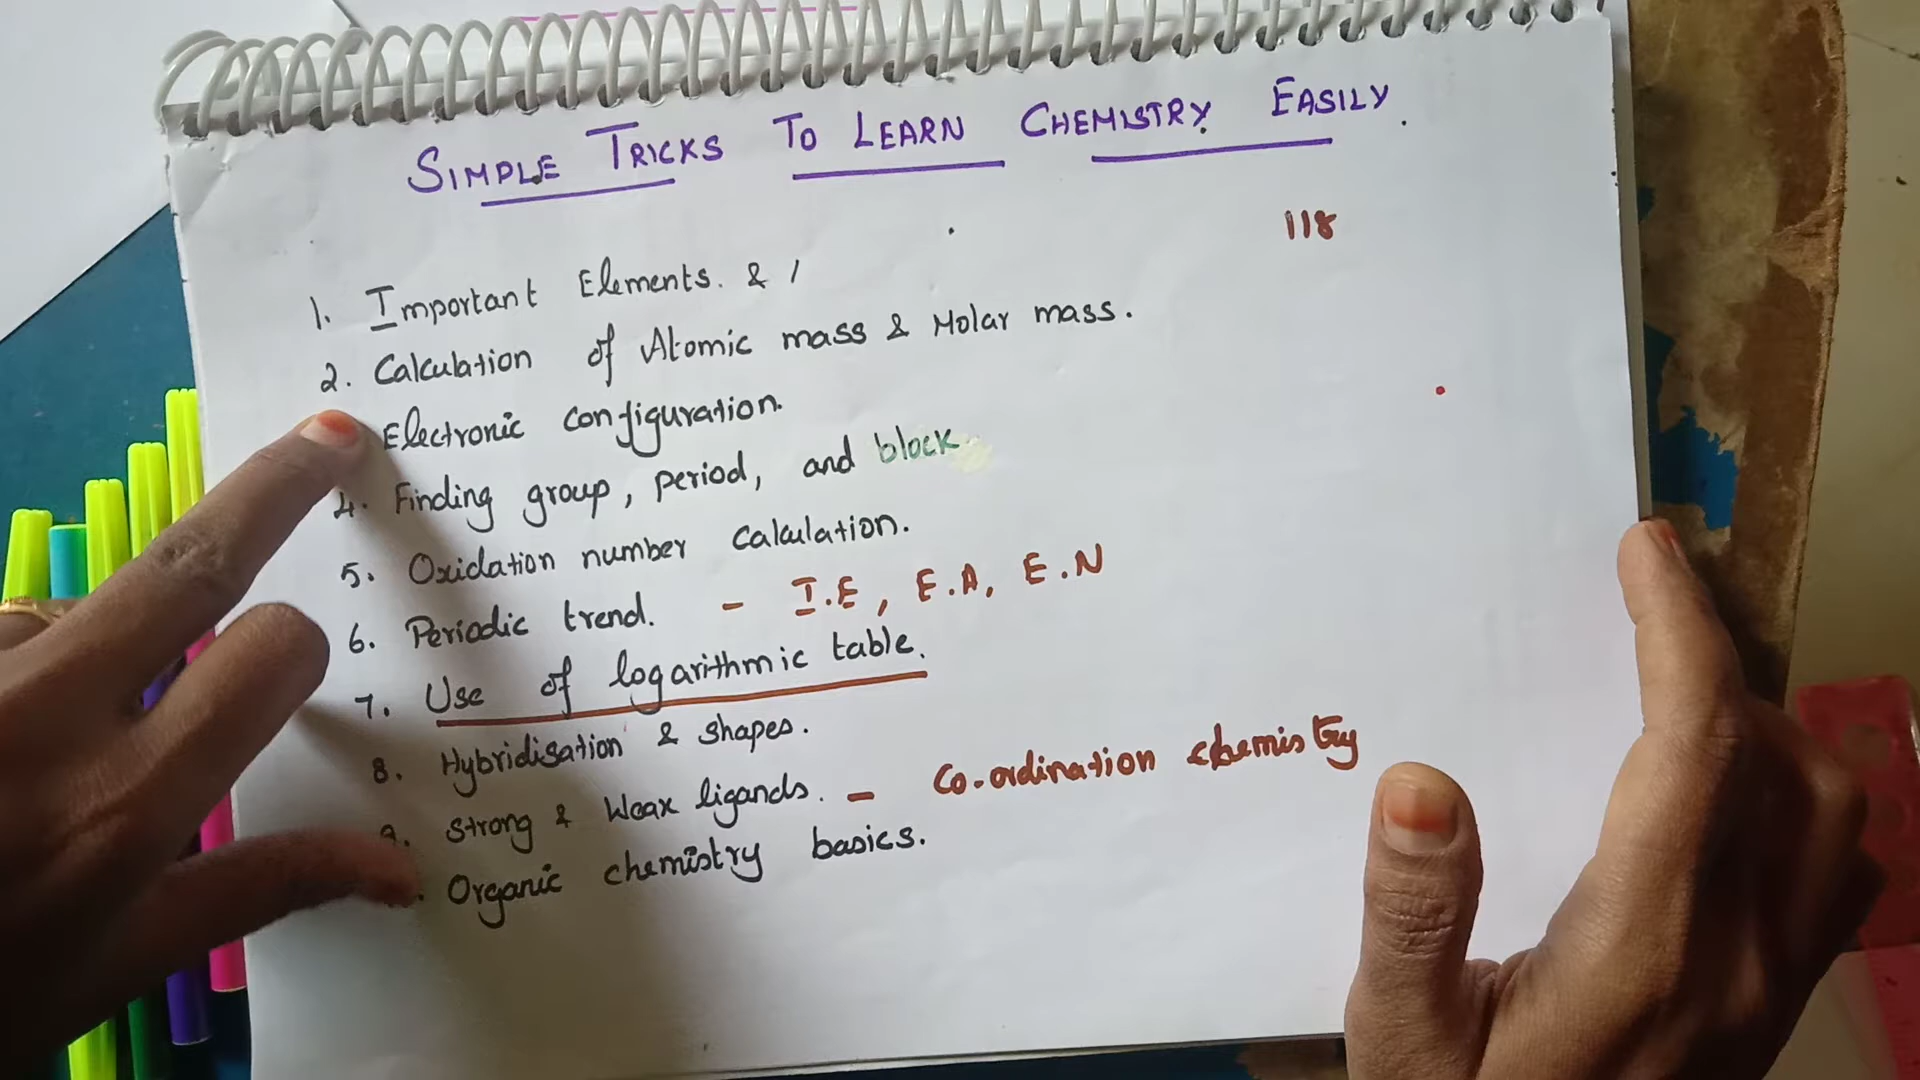 SIMPLE TRICKS TO LEARN CHEMISTRY EASILY.
118
1. Important Elements. & 1
2. Calculation of Atomic mass & Molar mass.
Electronic configuration.
4. Finding group, period, and block.
5. Oxidation number calculation.
6. Periodic trend. - I.E, E.A, E.N
7. Use of logarithmic table.
8. Hybridisation & shapes.
9. Strong & Weak ligands. - Co-ordination chemistry
Organic chemistry basics.